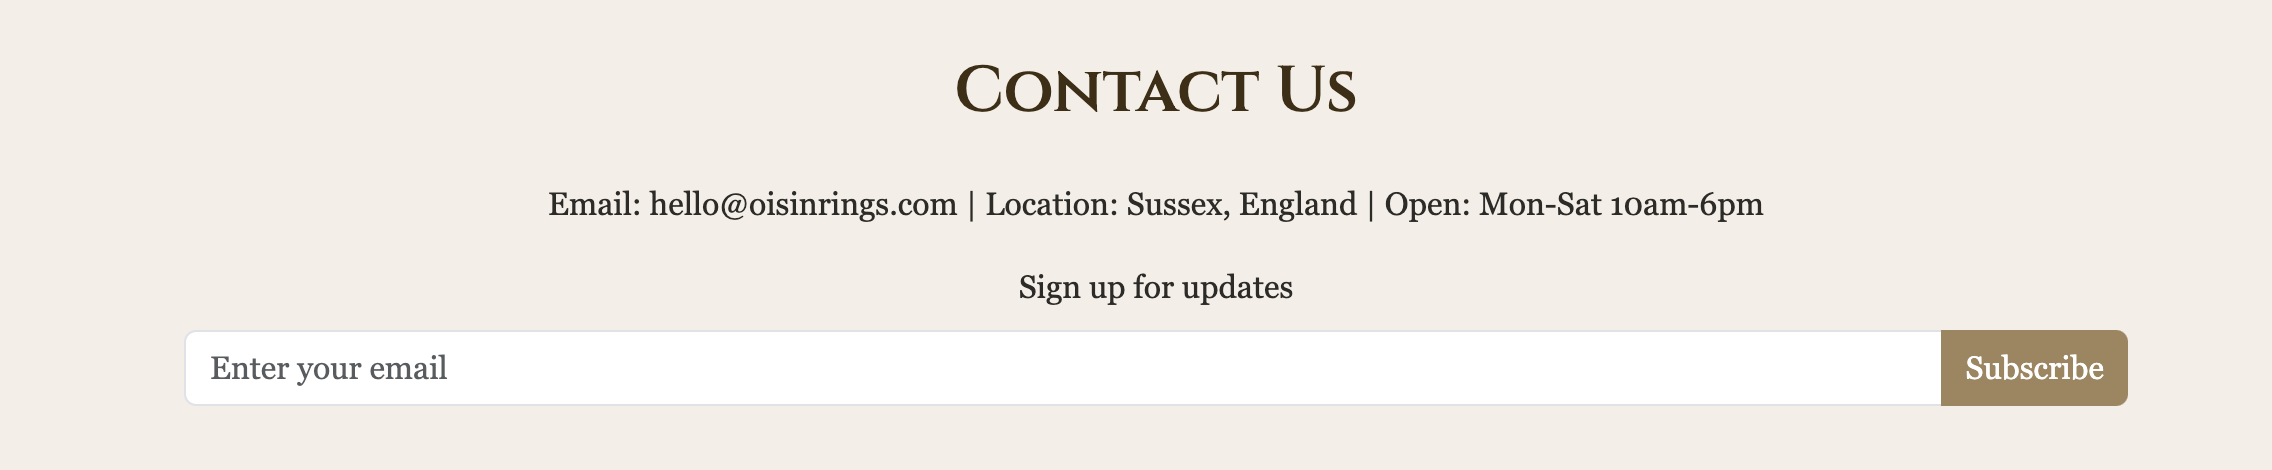 Contact Us
Email: hello@oisinrings.com | Location: Sussex, England | Open: Mon-Sat 10am-6pm
Sign up for updates
Enter your email
Subscribe